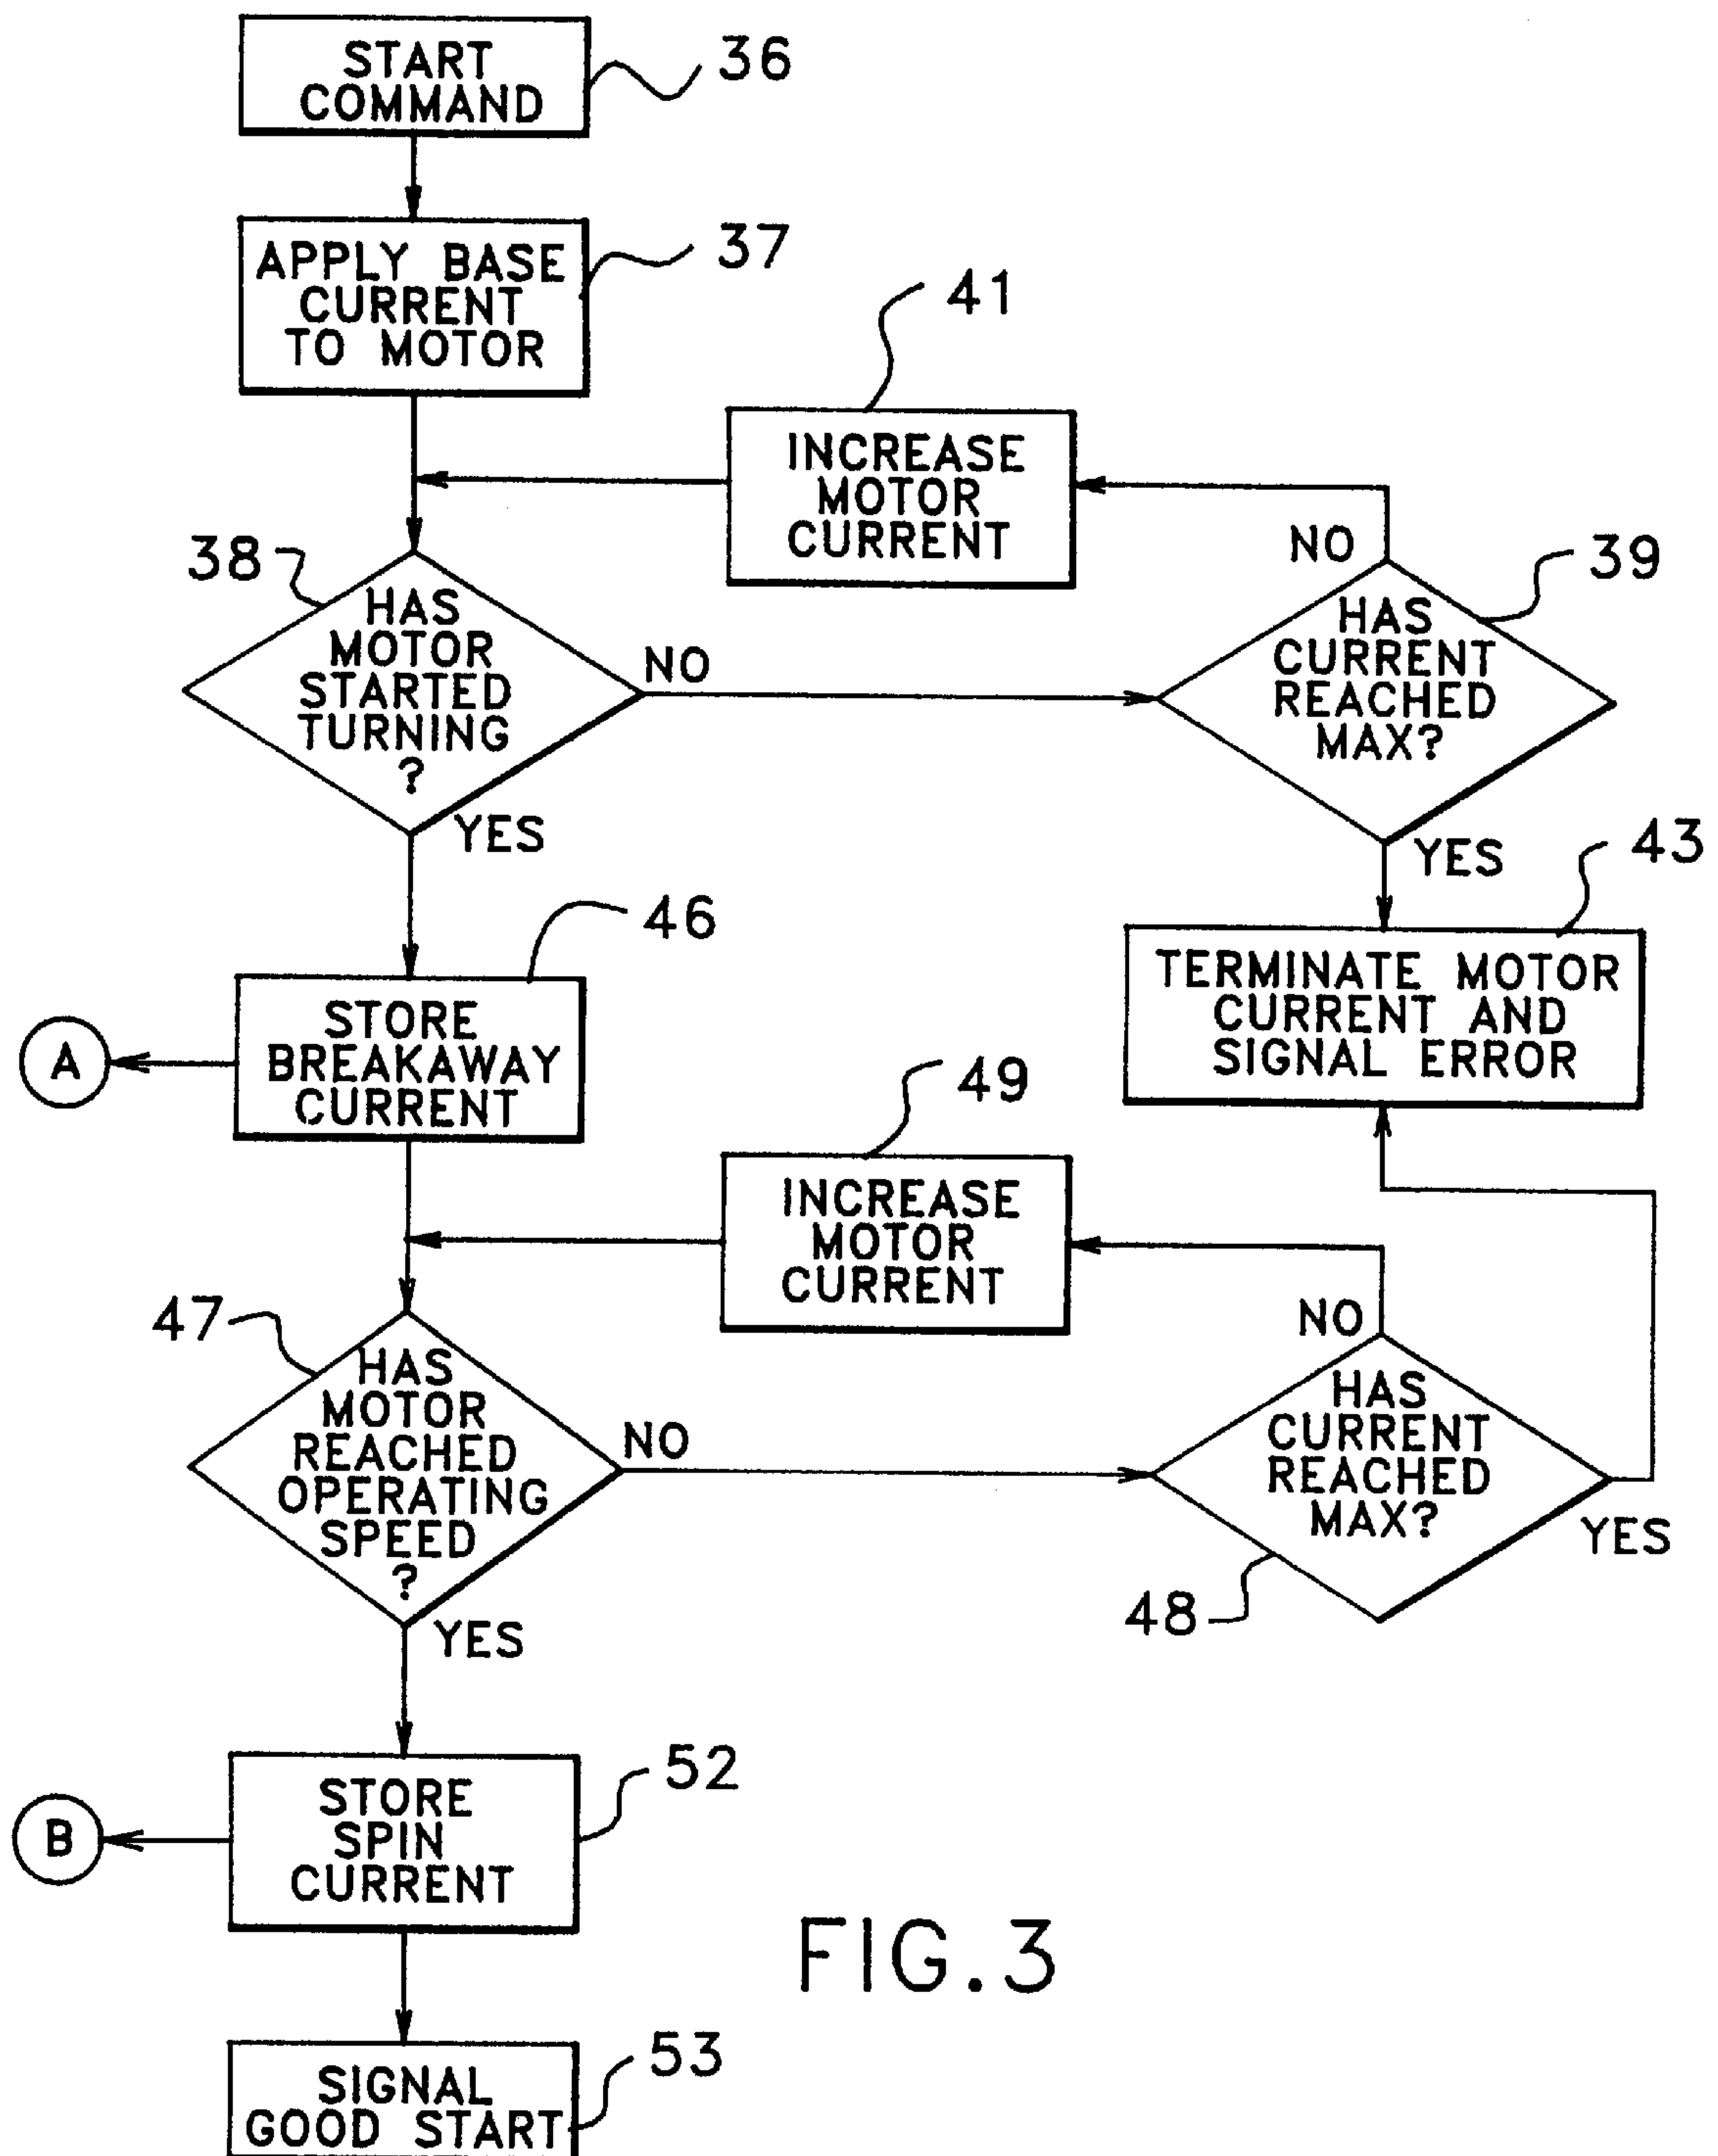 START
COMMAND
36
APPLY BASE
CURRENT
TO MOTOR
37
41
INCREASE
MOTOR
CURRENT
38
HAS
MOTOR
STARTED
TURNING
?
NO
YES
NO
39
HAS
CURRENT
REACHED
MAX?
YES
43
TERMINATE MOTOR
CURRENT AND
SIGNAL ERROR
46
STORE
BREAKAWAY
CURRENT
A
49
INCREASE
MOTOR
CURRENT
47
HAS
MOTOR
REACHED
OPERATING
SPEED
?
NO
YES
NO
HAS
CURRENT
REACHED
MAX?
YES
48
52
STORE
SPIN
CURRENT
B
53
SIGNAL
GOOD START
FIG.3